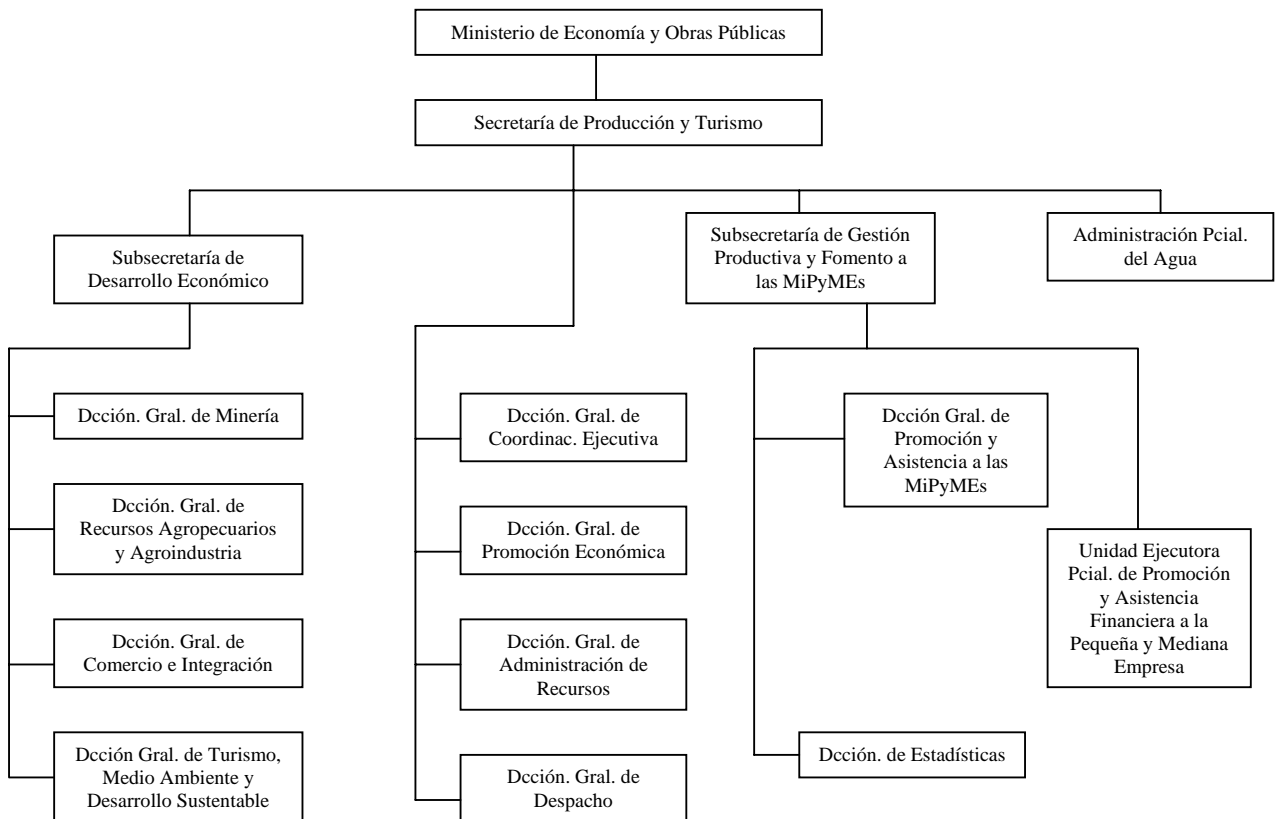 Ministerio de Economía y Obras Públicas
Secretaría de Producción y Turismo
Subsecretaría de
Desarrollo Económico
Subsecretaría de Gestión
Productiva y Fomento a
las MiPyMEs
Administración Pcial.
del Agua
Dcción. Gral. de Minería
Dcción. Gral. de
Recursos Agropecuarios
y Agroindustria
Dcción. Gral. de
Comercio e Integración
Dcción Gral. de Turismo,
Medio Ambiente y
Desarrollo Sustentable
Dcción. Gral. de
Coordinac. Ejecutiva
Dcción. Gral. de
Promoción Económica
Dcción. Gral. de
Administración de
Recursos
Dcción. Gral. de
Despacho
Dcción Gral. de
Promoción y
Asistencia a las
MiPyMEs
Dcción. de Estadísticas
Unidad Ejecutora
Pcial. de Promoción
y Asistencia
Financiera a la
Pequeña y Mediana
Empresa